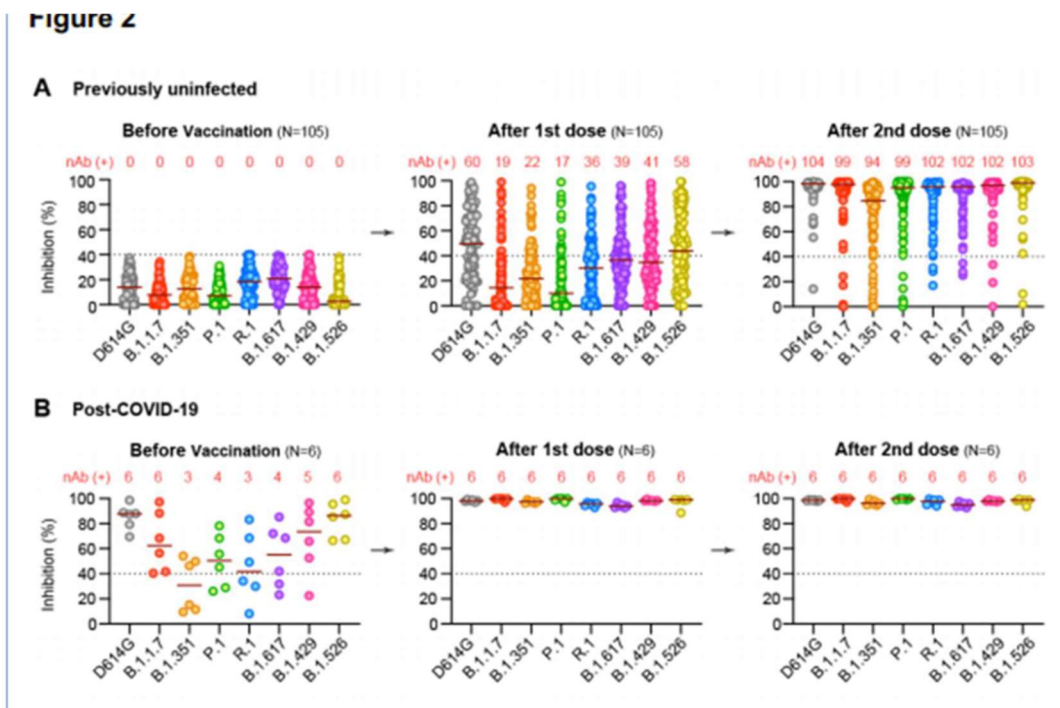 Figure 2
A Previously uninfected
Before Vaccination (N=105)
nAb (+) 0 0 0 0 0 0 0 0
Inhibition (%)
100
80
60
40
20
0
D614G B.1.1.7 B.1.351 P.1 R.1 B.1.617 B.1.429 B.1.526
After 1st dose (N=105)
nAb (+) 60 19 22 17 36 39 41 58
100
80
60
40
20
0
D614G B.1.1.7 B.1.351 P.1 R.1 B.1.617 B.1.429 B.1.526
After 2nd dose (N=105)
nAb (+) 104 99 94 99 102 102 102 103
100
80
60
40
20
0
D614G B.1.1.7 B.1.351 P.1 R.1 B.1.617 B.1.429 B.1.526
B Post-COVID-19
Before Vaccination (N=6)
nAb (+) 6 6 3 4 3 4 5 6
Inhibition (%)
100
80
60
40
20
0
D614G B.1.1.7 B.1.351 P.1 R.1 B.1.617 B.1.429 B.1.526
After 1st dose (N=6)
nAb (+) 6 6 6 6 6 6 6 6
100
80
60
40
20
0
D614G B.1.1.7 B.1.351 P.1 R.1 B.1.617 B.1.429 B.1.526
After 2nd dose (N=6)
nAb (+) 6 6 6 6 6 6 6 6
100
80
60
40
20
0
D614G B.1.1.7 B.1.351 P.1 R.1 B.1.617 B.1.429 B.1.526